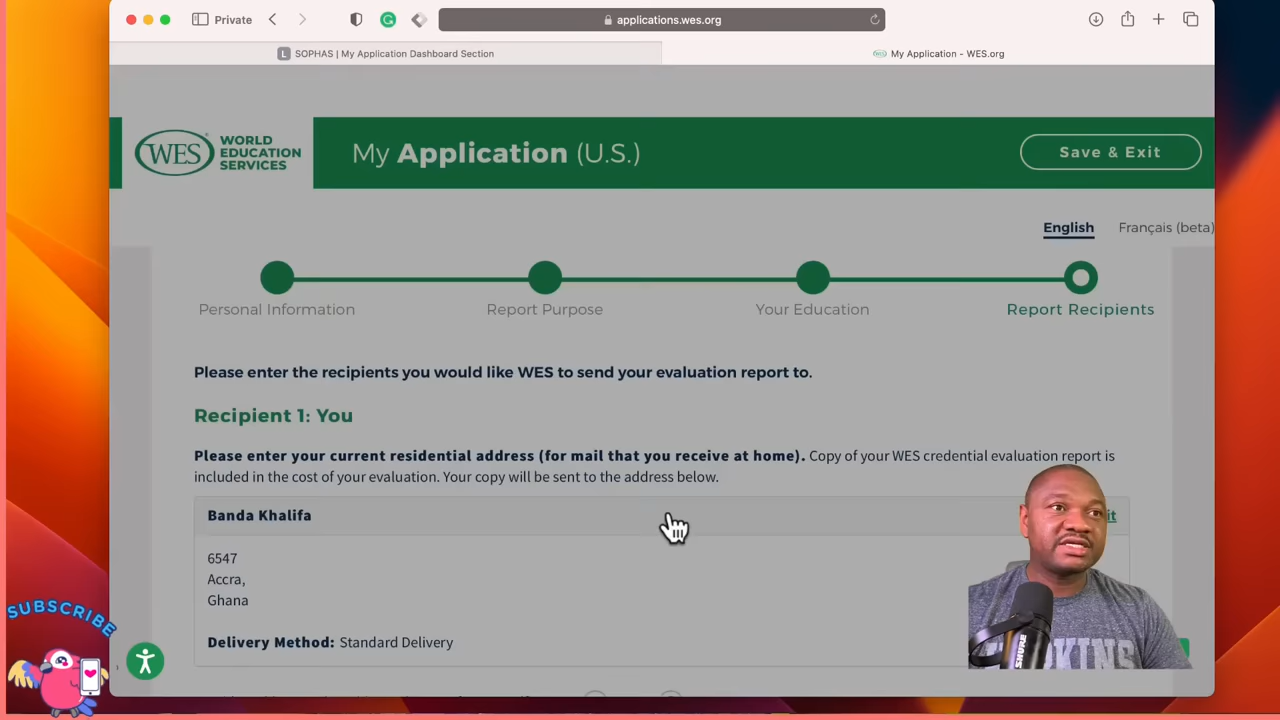 Private
applications.wes.org
SOPHAS | My Application Dashboard Section
My Application - WES.org
WES
WORLD
EDUCATION
SERVICES
My Application (U.S.)
Save & Exit
English
Français (beta)
Personal Information
Report Purpose
Your Education
Report Recipients
Please enter the recipients you would like WES to send your evaluation report to.
Recipient 1: You
Please enter your current residential address (for mail that you receive at home). Copy of your WES credential evaluation report is
included in the cost of your evaluation. Your copy will be sent to the address below.
Banda Khalifa
6547
Accra,
Ghana
Delivery Method: Standard Delivery
SUBSCRIBE
SHURE